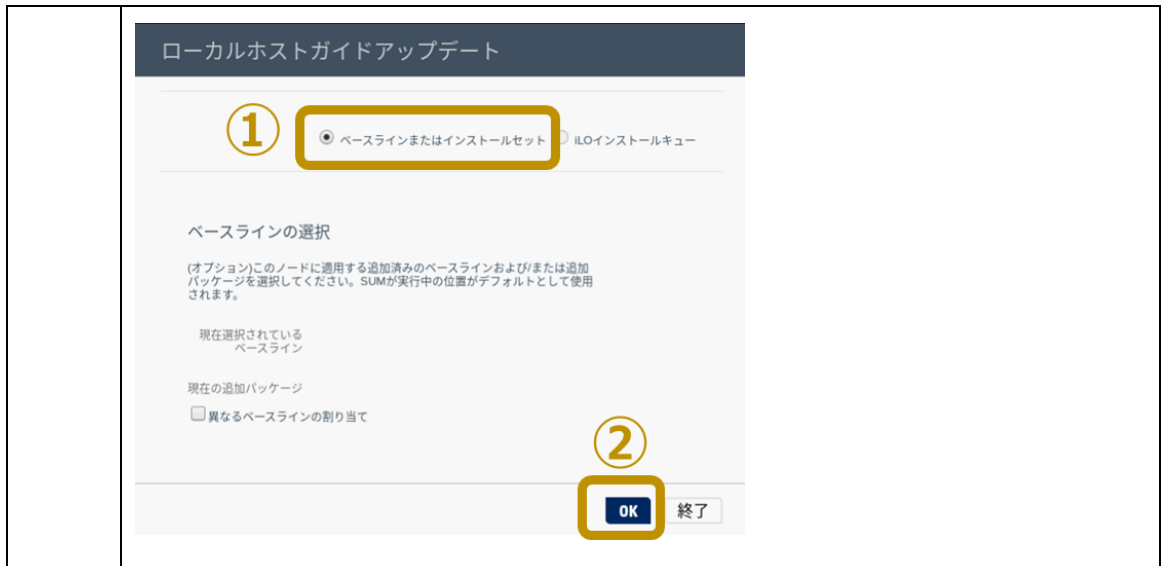 ローカルホストガイドアップデート
① ベースラインまたはインストールセット iLOインストールキュー
ベースラインの選択
(オプション)このノードに適用する追加済みのベースラインおよび/または追加
パッケージを選択してください。SUMが実行中の位置がデフォルトとして使用
されます。
現在選択されている
ベースライン
現在の追加パッケージ
異なるベースラインの割り当て
②
OK 終了